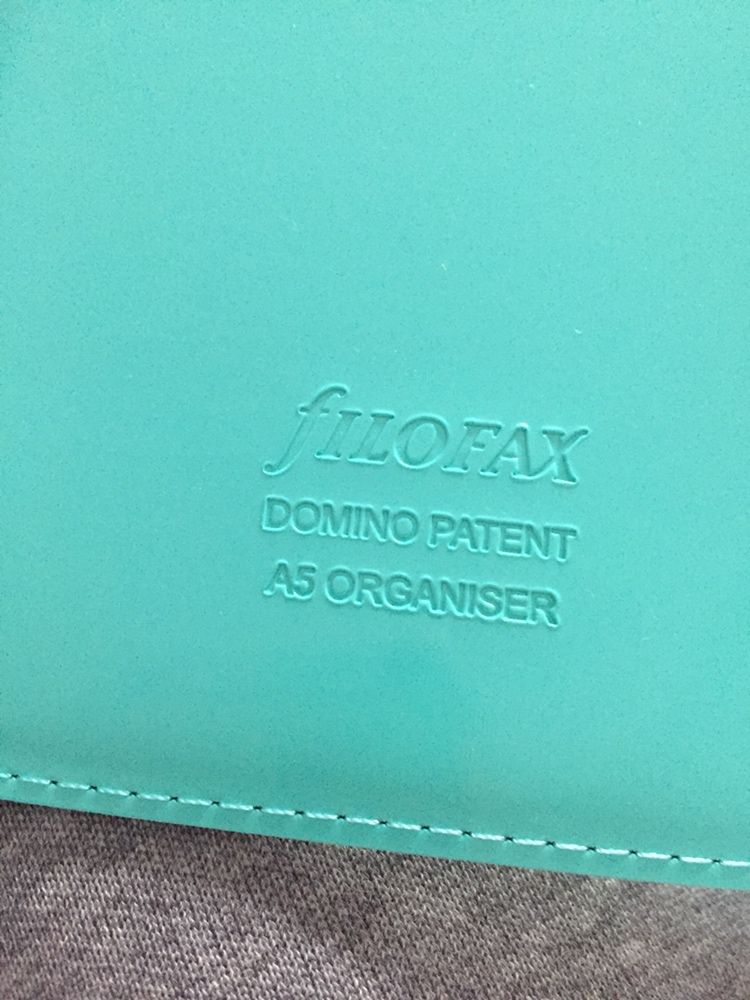 fILOFAX
DOMINO PATENT
A5 ORGANISER